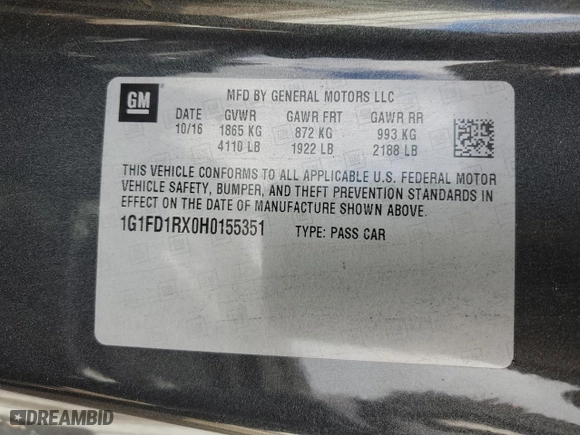 GM
MFD BY GENERAL MOTORS LLC
DATE GVWR GAWR FRT GAWR RR
10/16 1865 KG 872 KG 993 KG
4110 LB 1922 LB 2188 LB
THIS VEHICLE CONFORMS TO ALL APPLICABLE U.S. FEDERAL MOTOR
VEHICLE SAFETY, BUMPER, AND THEFT PREVENTION STANDARDS IN
EFFECT ON THE DATE OF MANUFACTURE SHOWN ABOVE.
1G1FD1RX0H0155351 TYPE: PASS CAR
DREAMBID